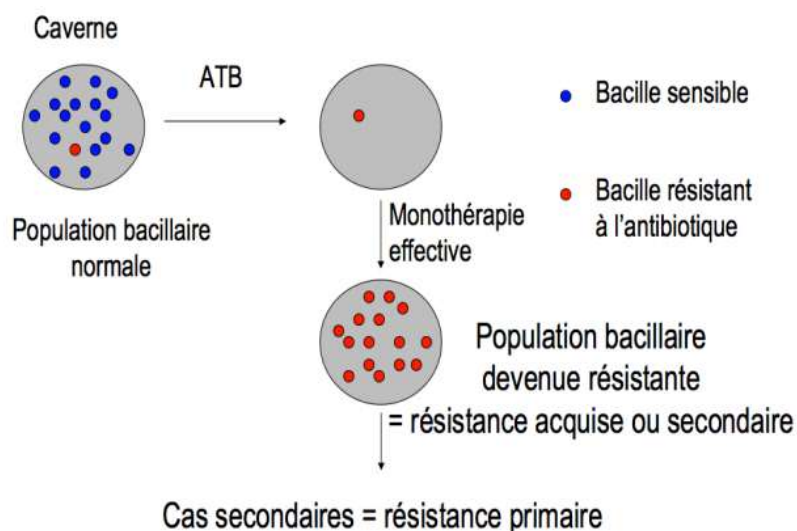 Caverne
ATB
Bacille sensible
Bacille résistant
à l'antibiotique
Population bacillaire
normale
Monothérapie
effective
Population bacillaire
devenue résistante
= résistance acquise ou secondaire
Cas secondaires = résistance primaire